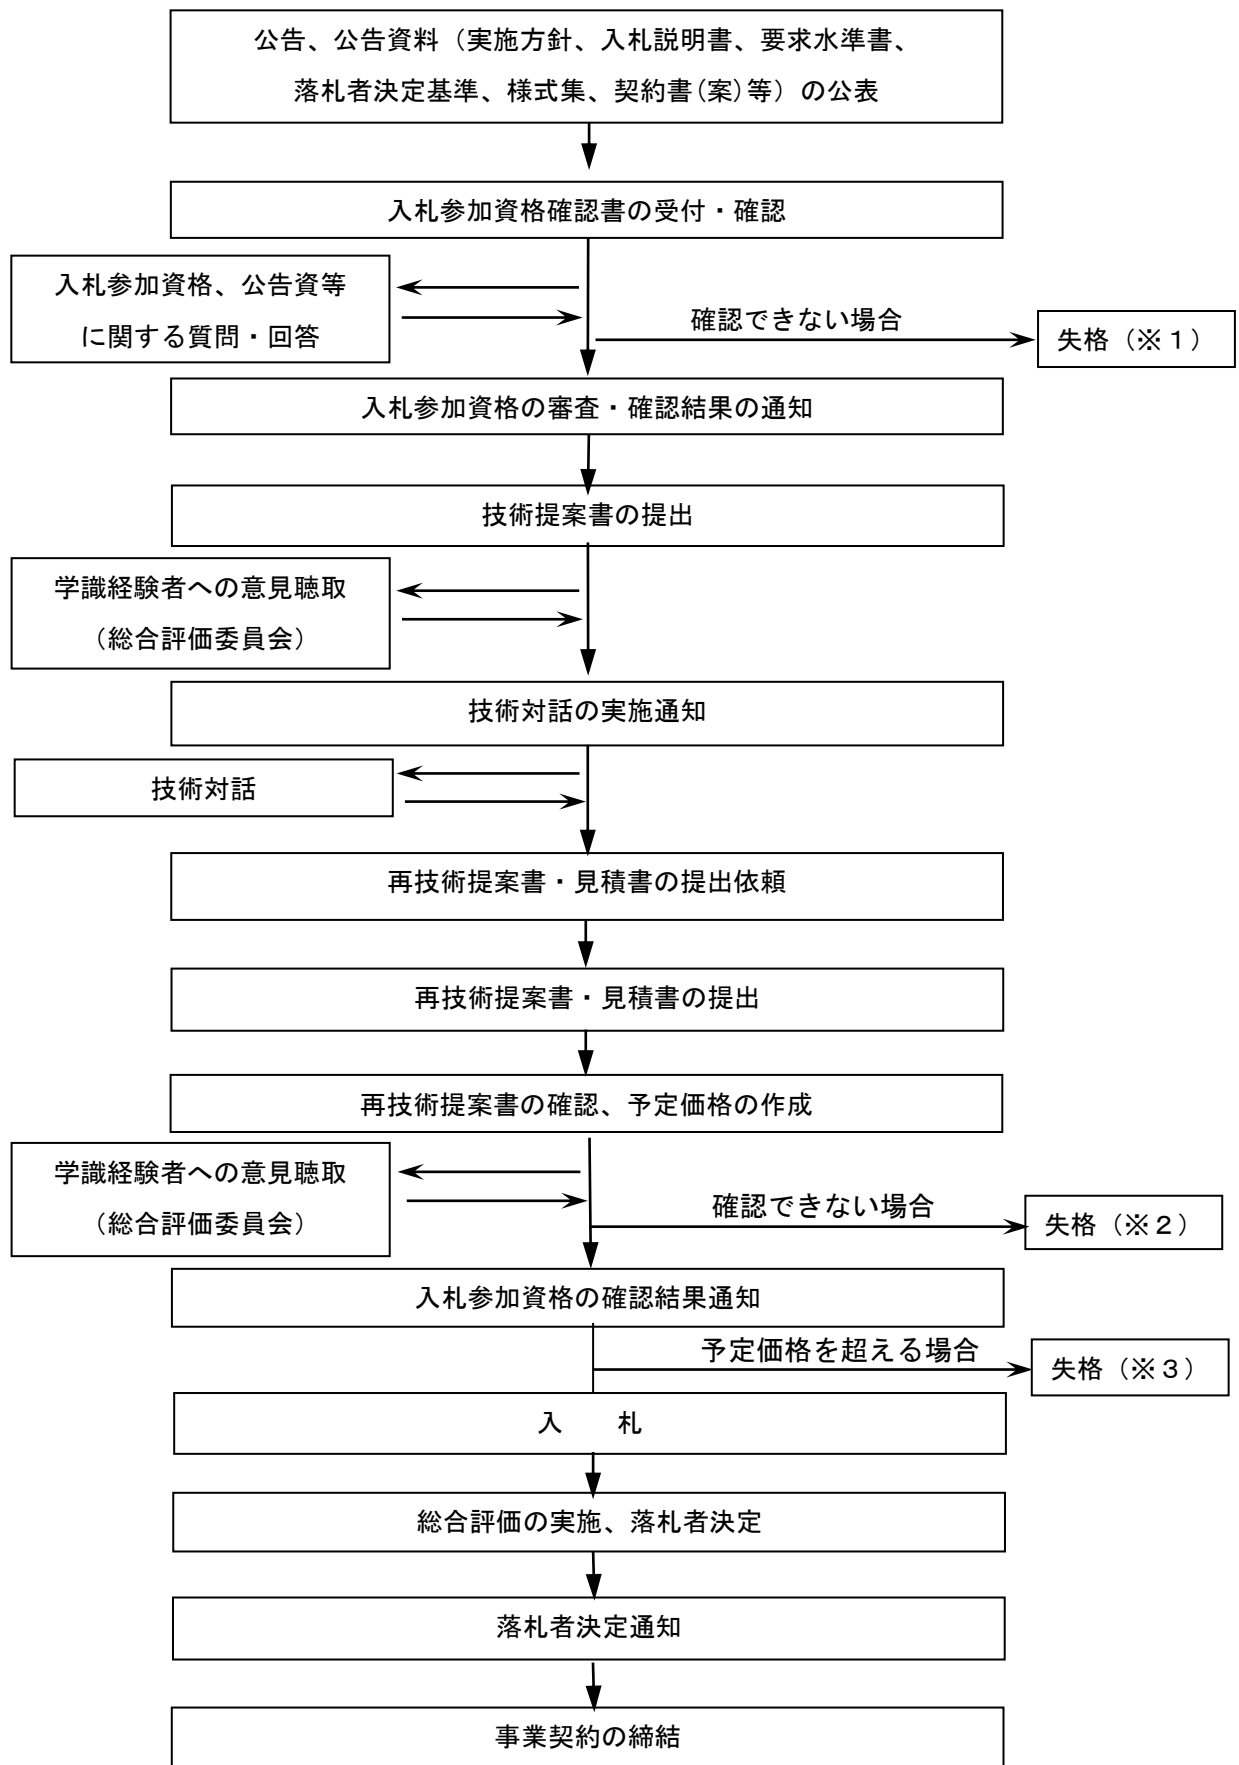 公告、公告資料（実施方針、入札説明書、要求水準書、
落札者決定基準、様式集、契約書(案)等）の公表
入札参加資格確認書の受付・確認
入札参加資格、公告資等
に関する質問・回答
確認できない場合
失格（※１）
入札参加資格の審査・確認結果の通知
技術提案書の提出
学識経験者への意見聴取
（総合評価委員会）
技術対話の実施通知
技術対話
再技術提案書・見積書の提出依頼
再技術提案書・見積書の提出
再技術提案書の確認、予定価格の作成
学識経験者への意見聴取
（総合評価委員会）
確認できない場合
失格（※２）
入札参加資格の確認結果通知
予定価格を超える場合
失格（※３）
入　　札
総合評価の実施、落札者決定
落札者決定通知
事業契約の締結